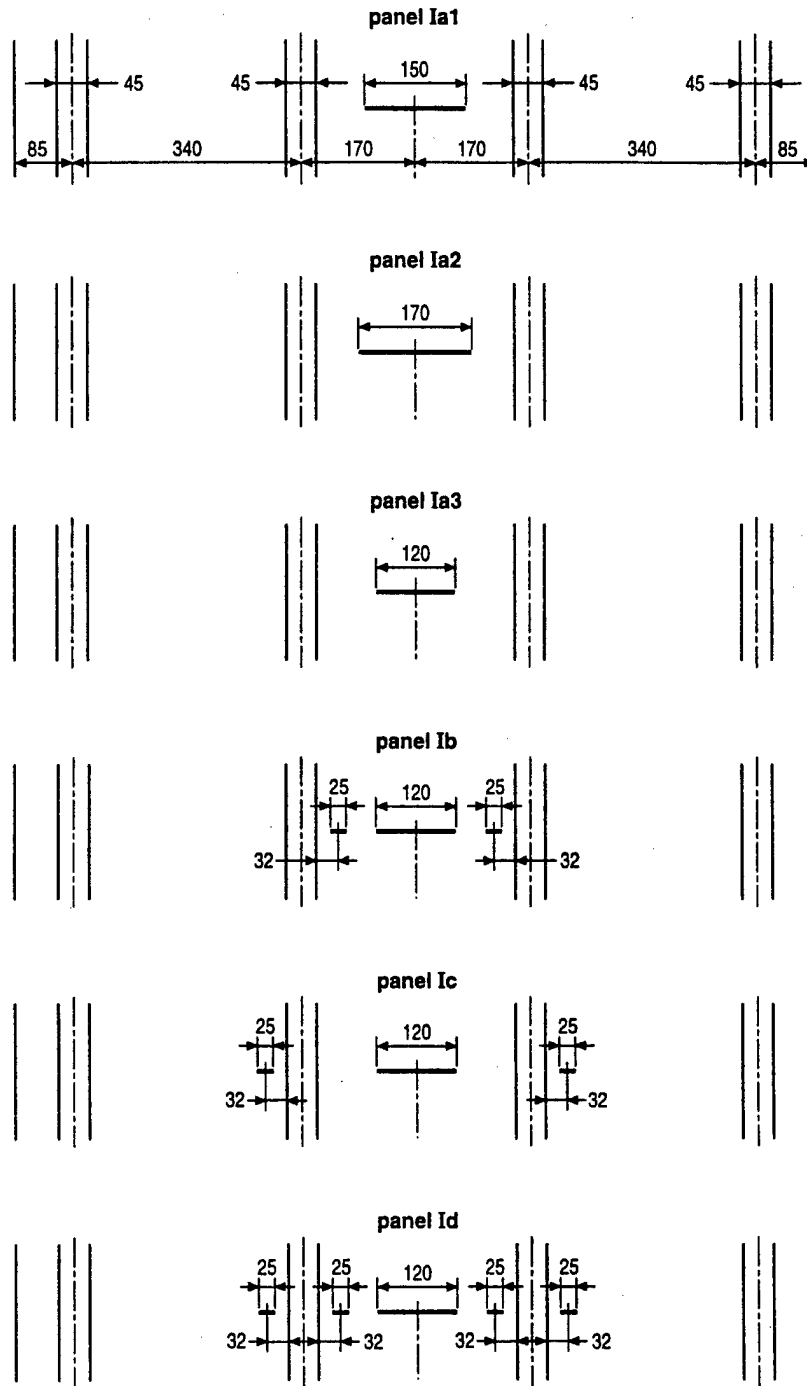 panel Ia1
150
45 45 45 45
85 340 170 170 340 85
panel Ia2
170
panel Ia3
120
panel Ib
25 120 25
32 32
panel Ic
25 120 25
32 32
panel Id
25 25 120 25 25
32 32 32 32